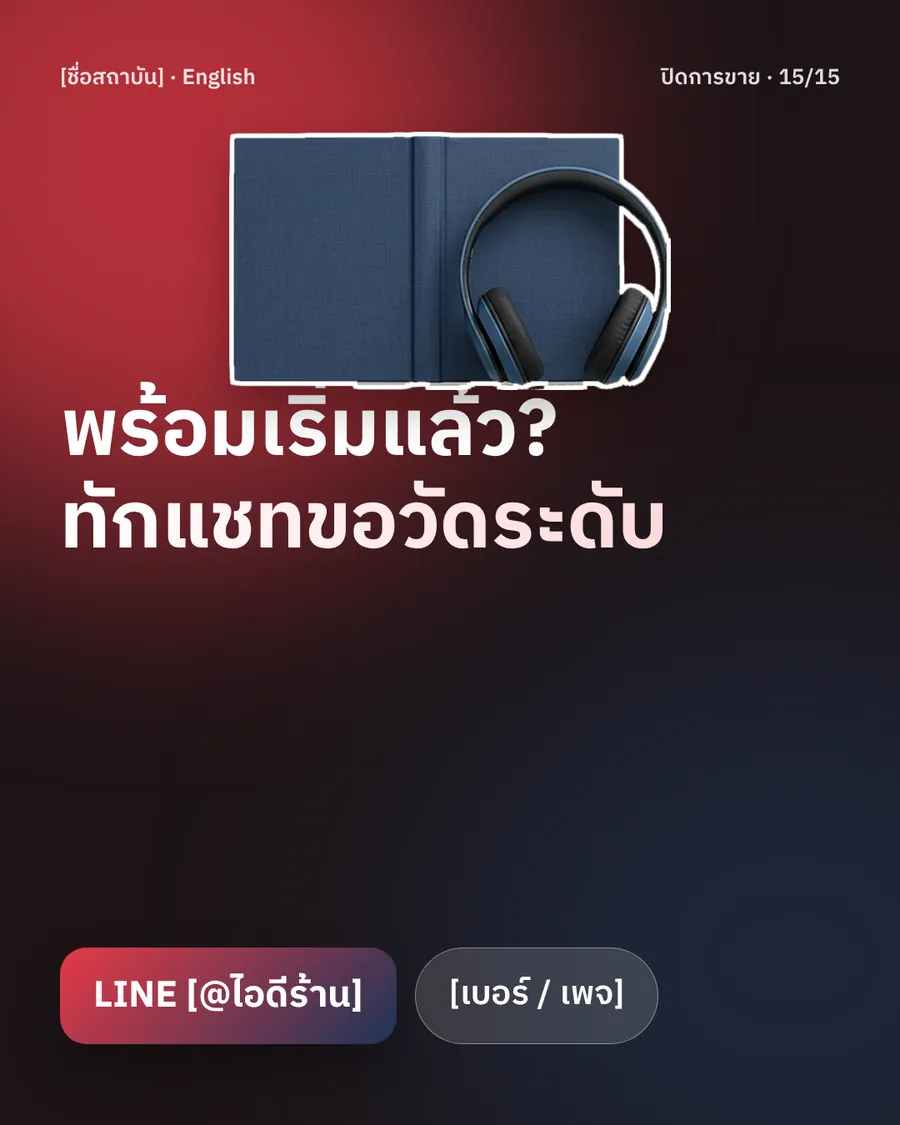 [ชื่อสถาบัน] · English
ปิดการขาย · 15/15
พร้อมเริ่มแล้ว?
ทักแชทขอวัดระดับ
LINE [@ไอดีร้าน]
[เบอร์ / เพจ]